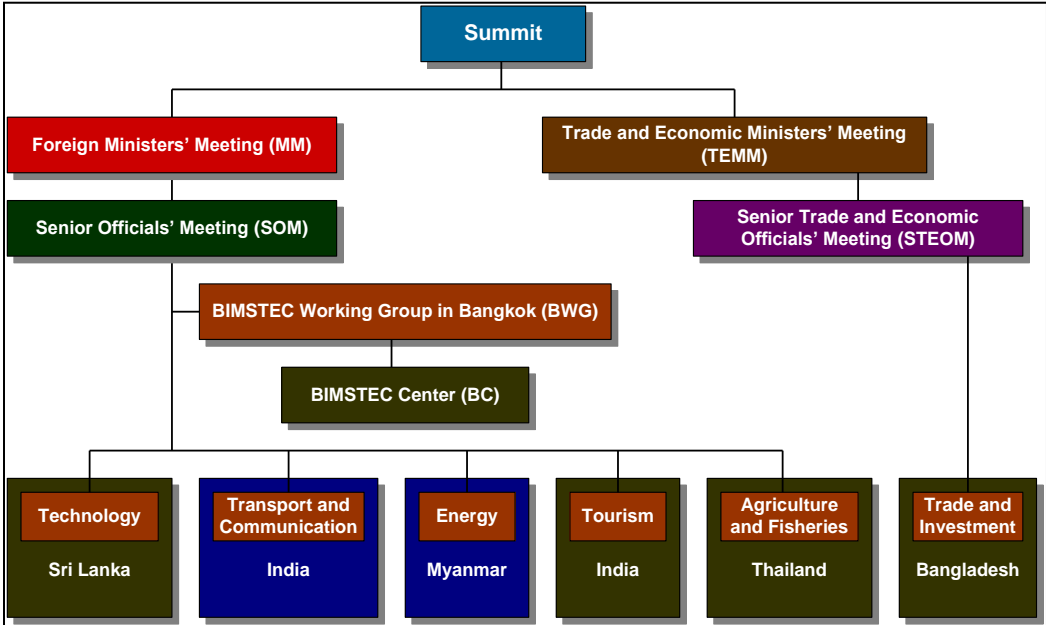 Summit
Foreign Ministers' Meeting (MM)
Trade and Economic Ministers' Meeting
(TEMM)
Senior Officials' Meeting (SOM)
Senior Trade and Economic
Officials' Meeting (STEOM)
BIMSTEC Working Group in Bangkok (BWG)
BIMSTEC Center (BC)
Technology
Sri Lanka
Transport and
Communication
India
Energy
Myanmar
Tourism
India
Agriculture
and Fisheries
Thailand
Trade and
Investment
Bangladesh